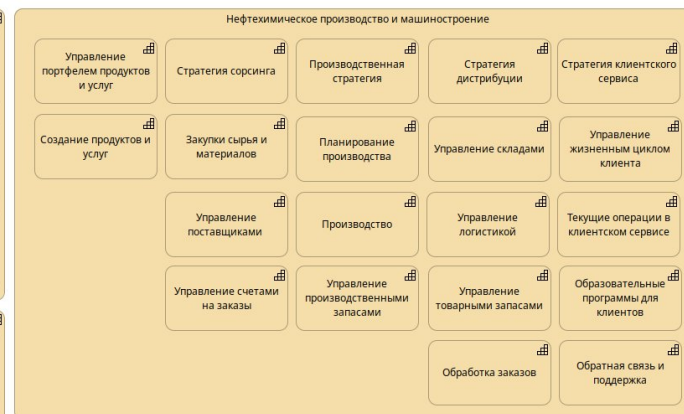 Нефтехимическое производство и машиностроение
Управление
портфелем продуктов
и услуг
Стратегия сорсинга
Производственная
стратегия
Стратегия
дистрибуции
Стратегия клиентского
сервиса
Создание продуктов и
услуг
Закупки сырья и
материалов
Планирование
производства
Управление складами
Управление
жизненным циклом
клиента
Управление
поставщиками
Производство
Управление
логистикой
Текущие операции в
клиентском сервисе
Управление счетами
на заказы
Управление
производственными
запасами
Управление
товарными запасами
Образовательные
программы для
клиентов
Обработка заказов
Обратная связь и
поддержка